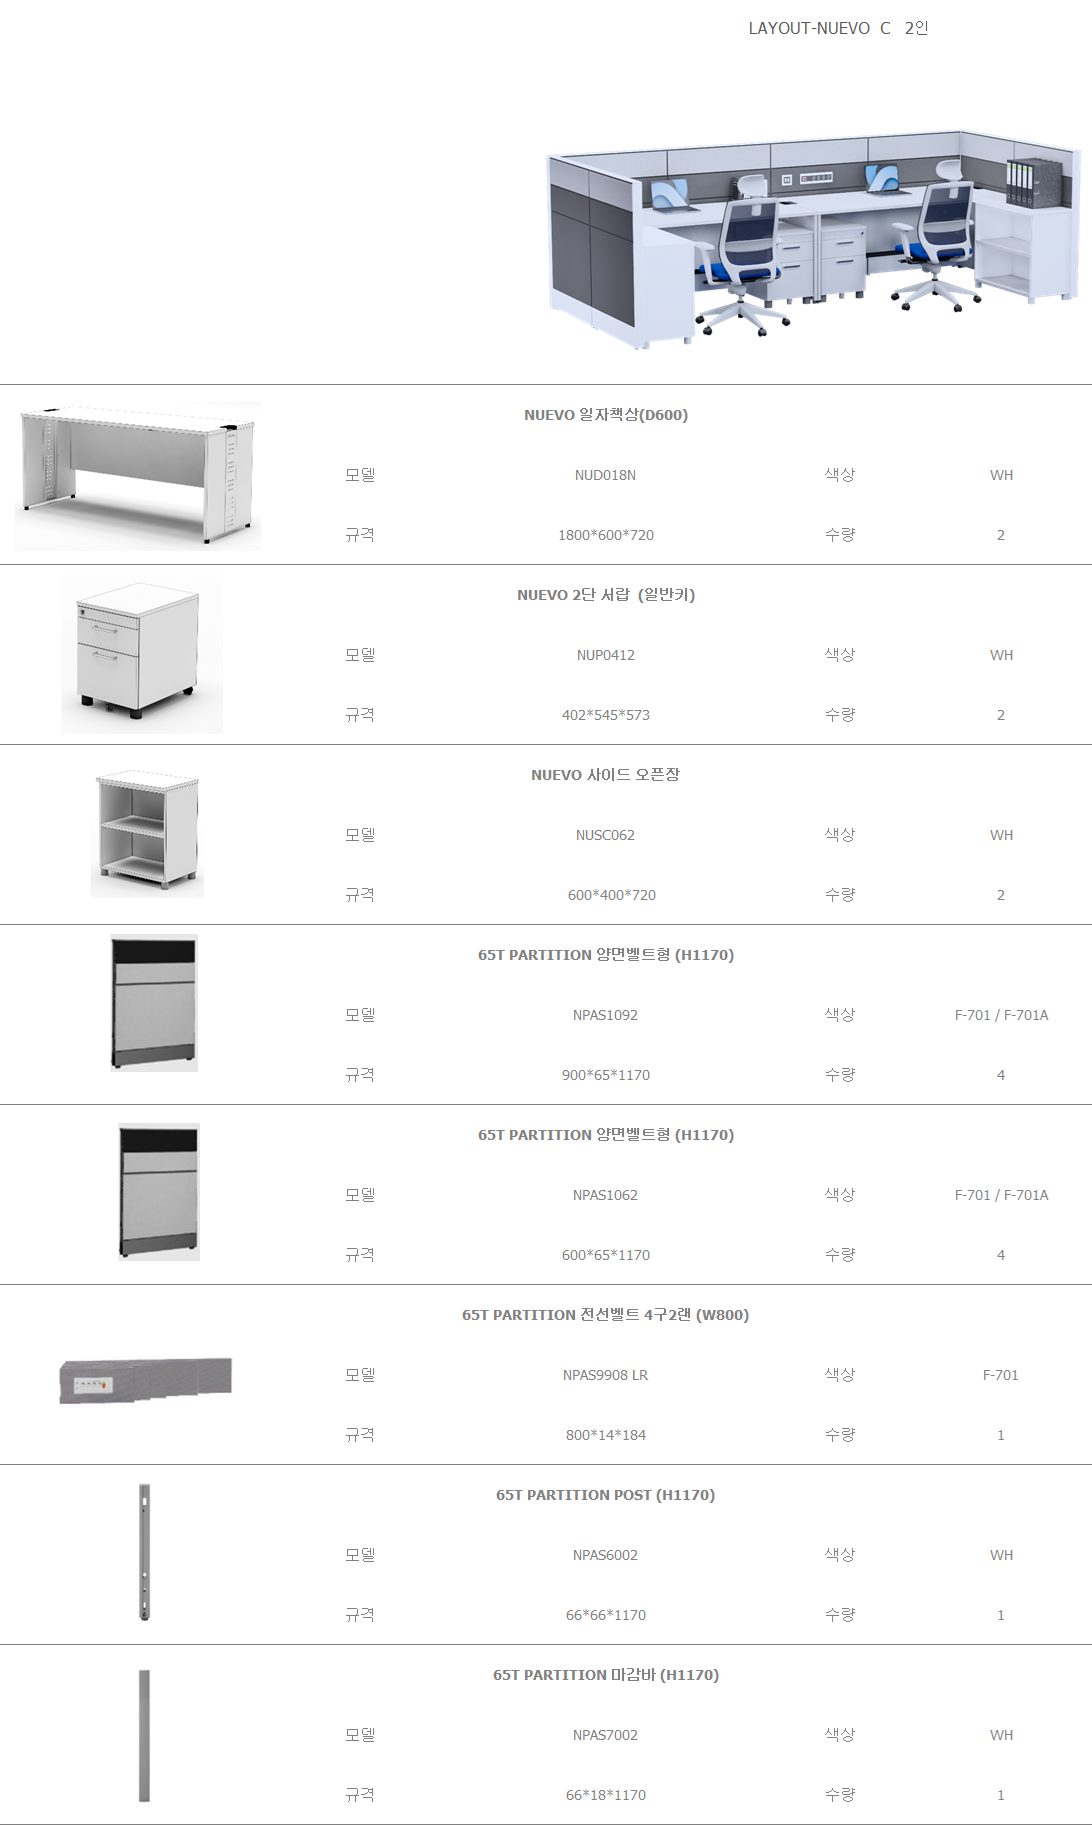 LAYOUT-NUEVO C 2인
NUEVO 일자책상(D600)
모델 NUD018N 색상 WH
규격 1800*600*720 수량 2
NUEVO 2단 서랍 (일반키)
모델 NUP0412 색상 WH
규격 402*545*573 수량 2
NUEVO 사이드 오픈장
모델 NUSC062 색상 WH
규격 600*400*720 수량 2
65T PARTITION 양면벨트형 (H1170)
모델 NPAS1092 색상 F-701 / F-701A
규격 900*65*1170 수량 4
65T PARTITION 양면벨트형 (H1170)
모델 NPAS1062 색상 F-701 / F-701A
규격 600*65*1170 수량 4
65T PARTITION 전선벨트 4구2랜 (W800)
모델 NPAS9908 LR 색상 F-701
규격 800*14*184 수량 1
65T PARTITION POST (H1170)
모델 NPAS6002 색상 WH
규격 66*66*1170 수량 1
65T PARTITION 마감바 (H1170)
모델 NPAS7002 색상 WH
규격 66*18*1170 수량 1